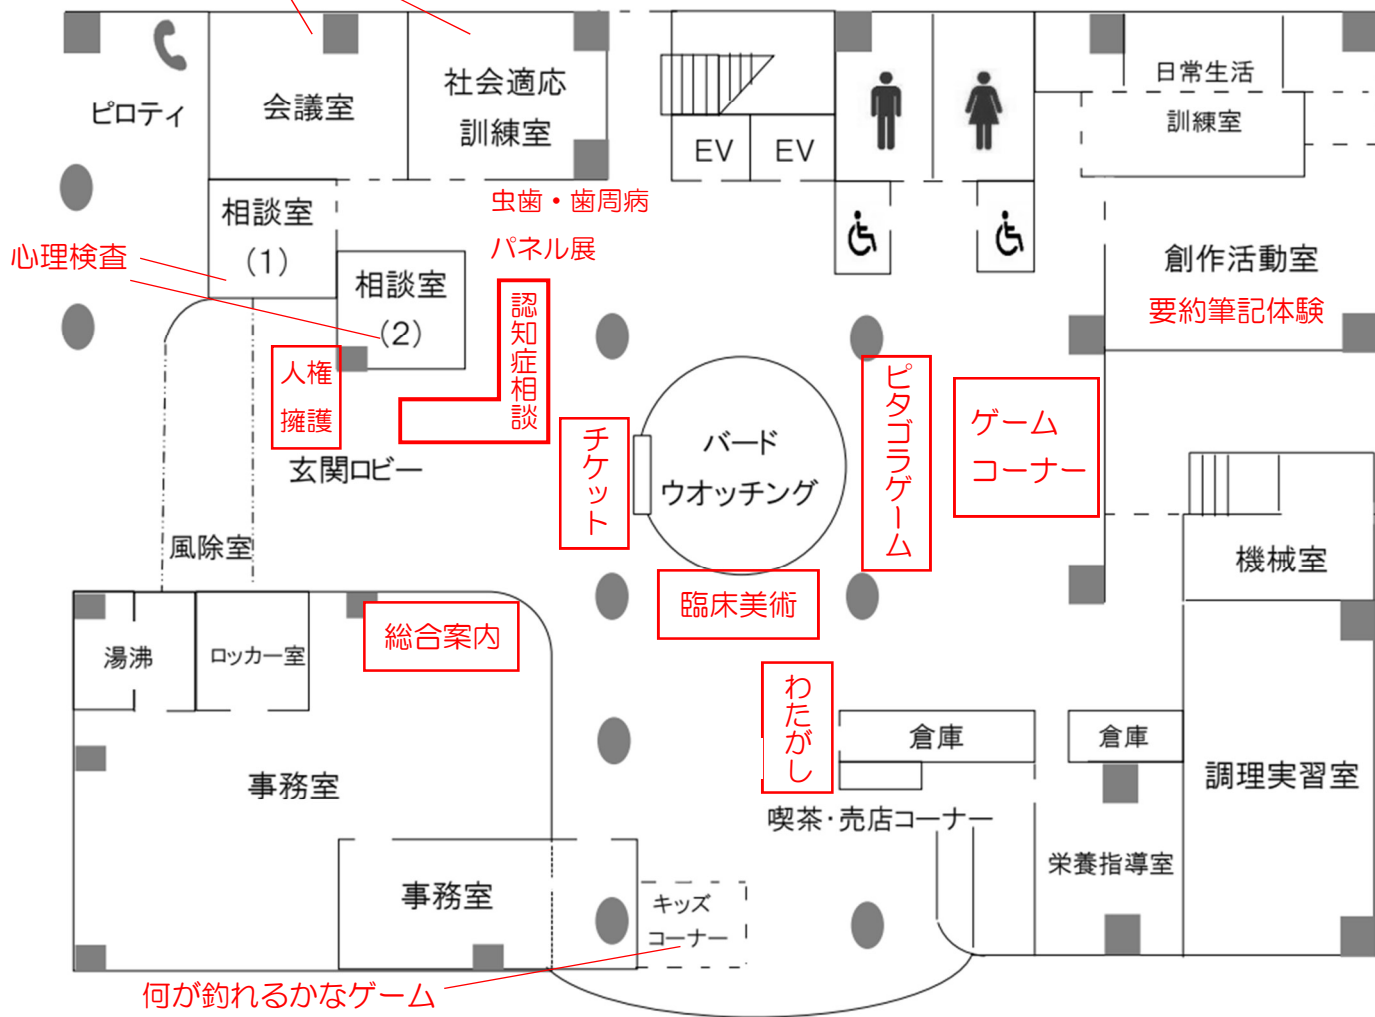 ピロティ
会議室
社会適応
訓練室
EV
EV
日常生活
訓練室
虫歯・歯周病
パネル展
相談室
(1)
心理検査
相談室
(2)
創作活動室
要約筆記体験
認知症相談
人権
擁護
玄関ロビー
チケット
バード
ウオッチング
ピタゴラゲーム
ゲーム
コーナー
風除室
機械室
臨床美術
総合案内
湯沸
ロッカー室
わたがし
倉庫
倉庫
事務室
調理実習室
喫茶・売店コーナー
栄養指導室
事務室
キッズ
コーナー
何が釣れるかなゲーム